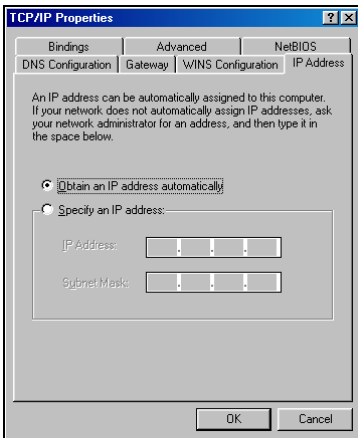 TCP/IP Properties
Bindings Advanced NetBIOS
DNS Configuration Gateway WINS Configuration IP Address
An IP address can be automatically assigned to this computer.
If your network does not automatically assign IP addresses, ask
your network administrator for an address, and then type it in
the space below.
Obtain an IP address automatically
Specify an IP address:
IP Address:
Subnet Mask:
OK Cancel